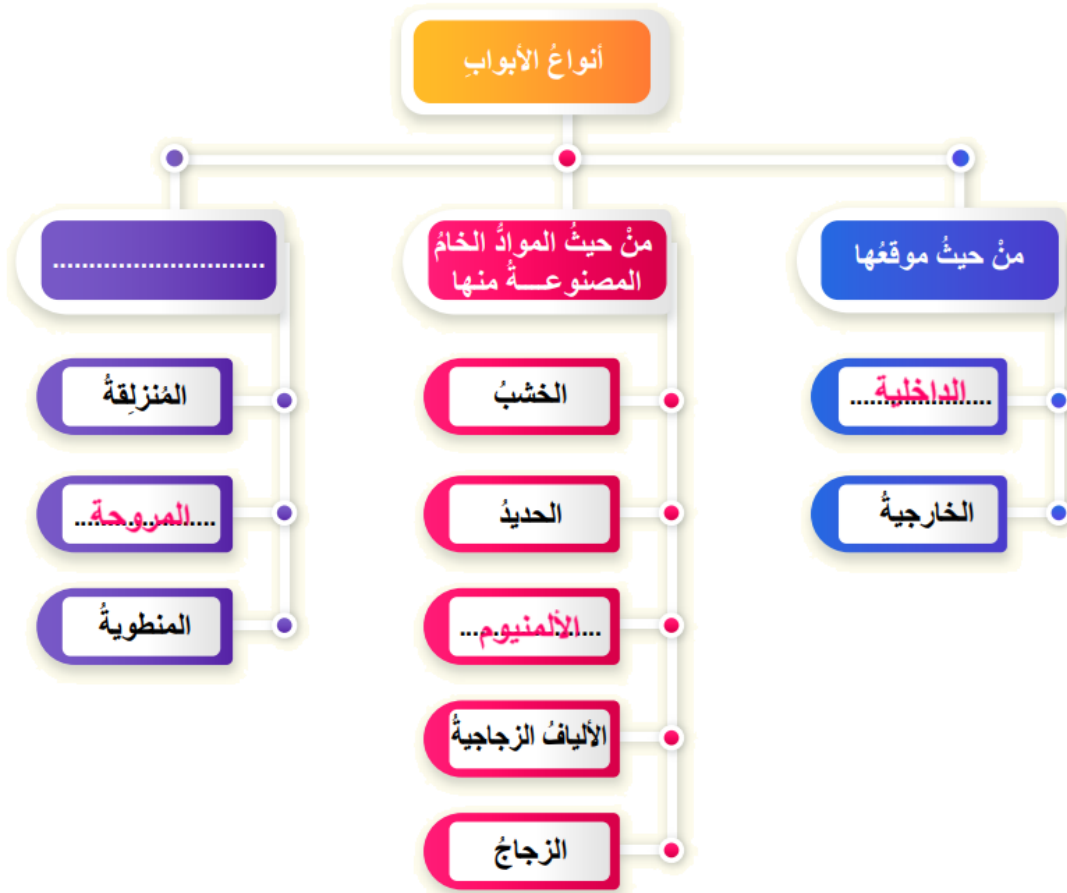 أنواعُ الأبوابِ
منْ حيثُ موقعُها
الداخلية
الخارجيةُ
منْ حيثُ الموادُّ الخامُ
المصنوعـــةُ منها
الخشبُ
الحديدُ
الألمنيوم
الأليافُ الزجاجيةُ
الزجاجُ
............................
المُنزلِقةُ
المروحة
المنطويةُ